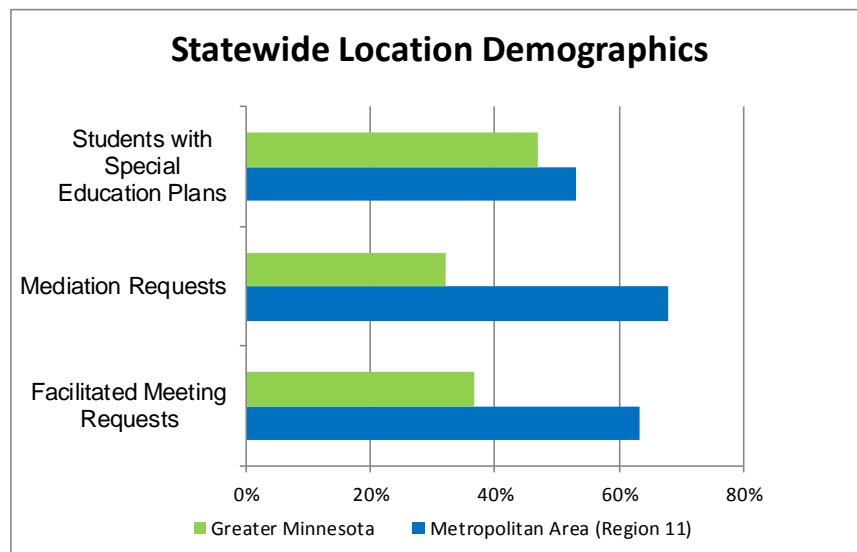 Statewide Location Demographics
Students with
Special
Education Plans
Mediation Requests
Facilitated Meeting
Requests
0% 20% 40% 60% 80%
Greater Minnesota Metropolitan Area (Region 11)